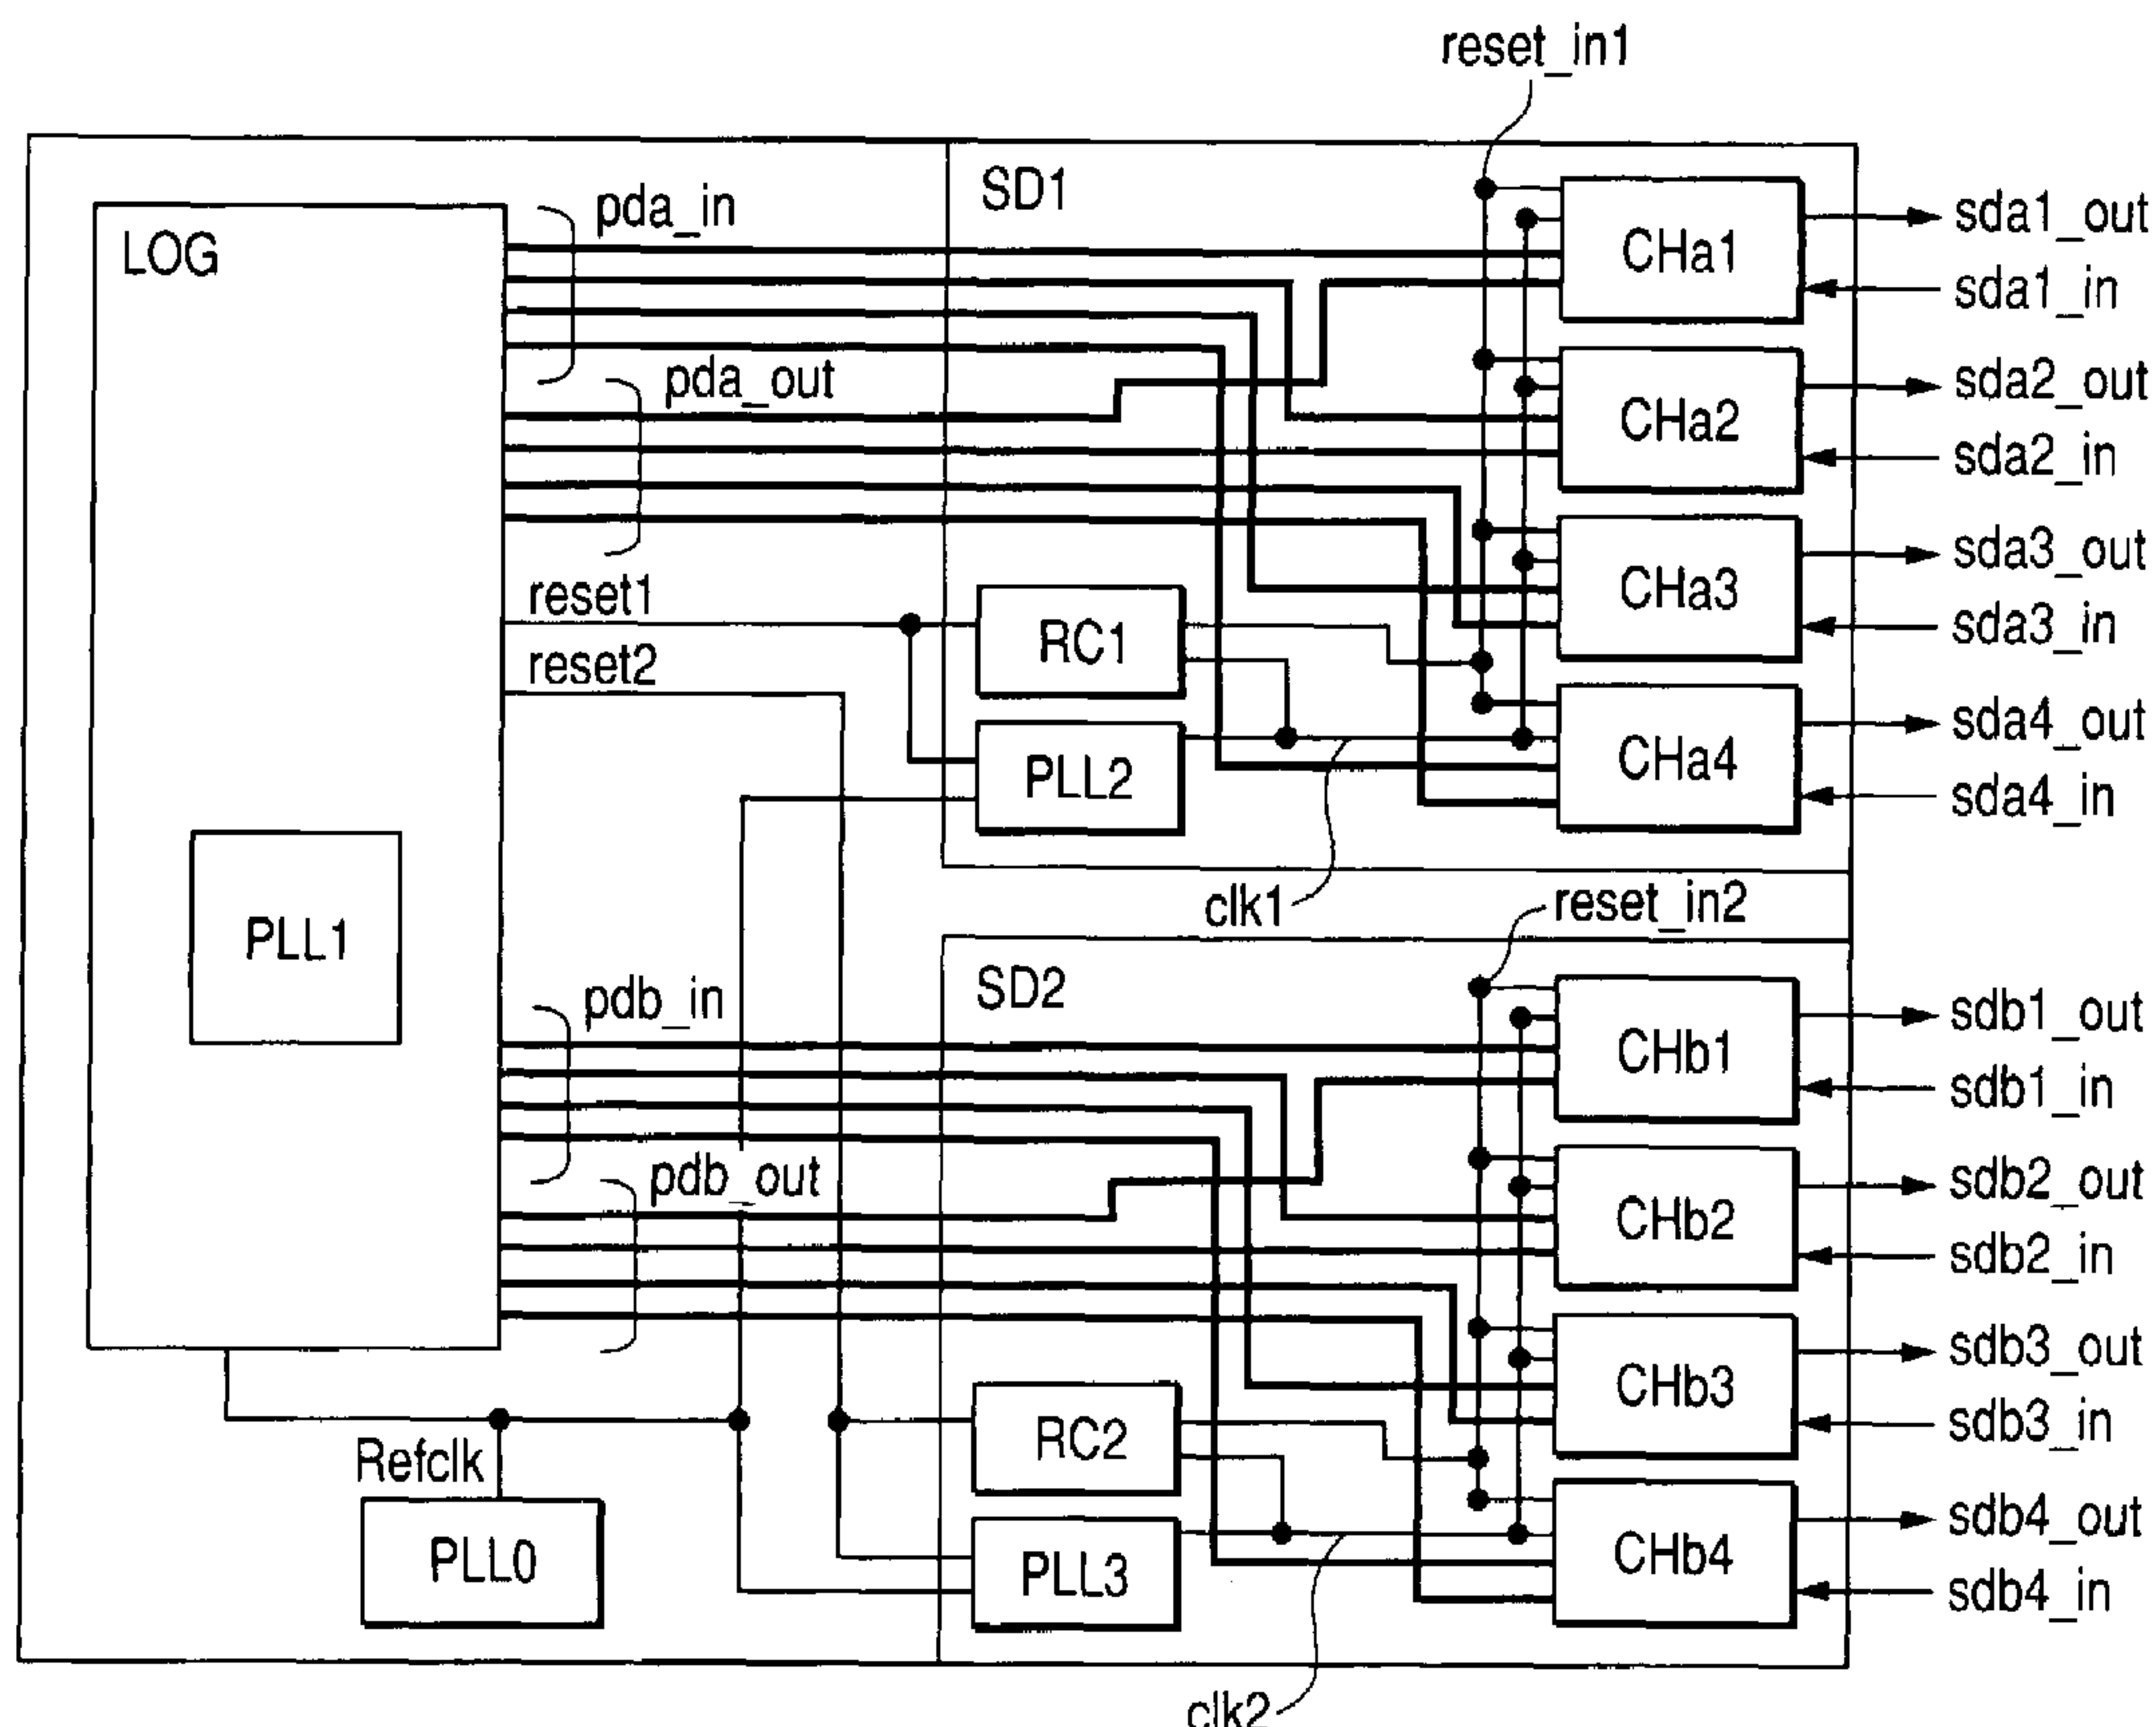 reset_in1
SD1
pda_in
LOG
CHa1
sda1_out
sda1_in
pda_out
CHa2
sda2_out
sda2_in
CHa3
sda3_out
sda3_in
reset1
RC1
reset2
CHa4
sda4_out
sda4_in
PLL2
clk1
reset_in2
PLL1
SD2
pdb_in
CHb1
sdb1_out
sdb1_in
pdb_out
CHb2
sdb2_out
sdb2_in
CHb3
sdb3_out
sdb3_in
RC2
Refclk
CHb4
sdb4_out
sdb4_in
PLL0
PLL3
clk2